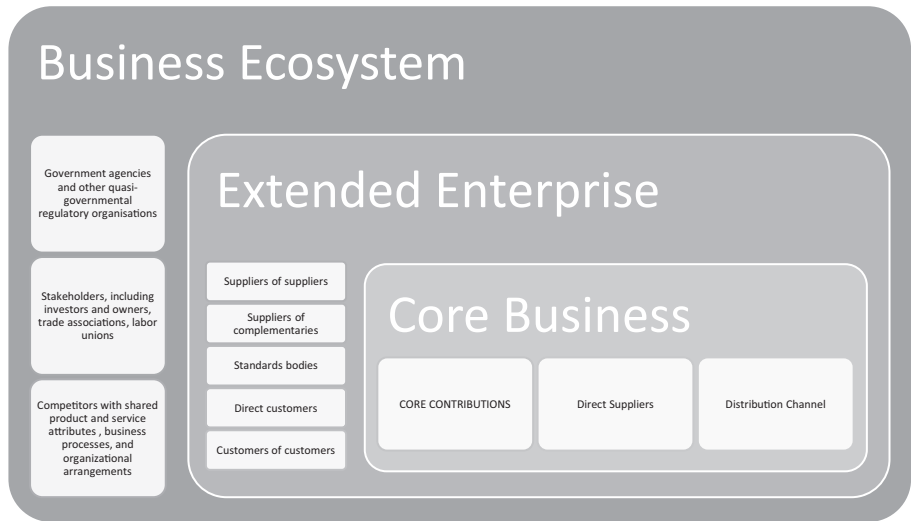 Business Ecosystem
Government agencies
and other quasi-
governmental
regulatory organisations
Stakeholders, including
investors and owners,
trade associations, labor
unions
Competitors with shared
product and service
attributes , business
processes, and
organizational
arrangements
Extended Enterprise
Suppliers of suppliers
Suppliers of
complementaries
Standards bodies
Direct customers
Customers of customers
Core Business
CORE CONTRIBUTIONS
Direct Suppliers
Distribution Channel